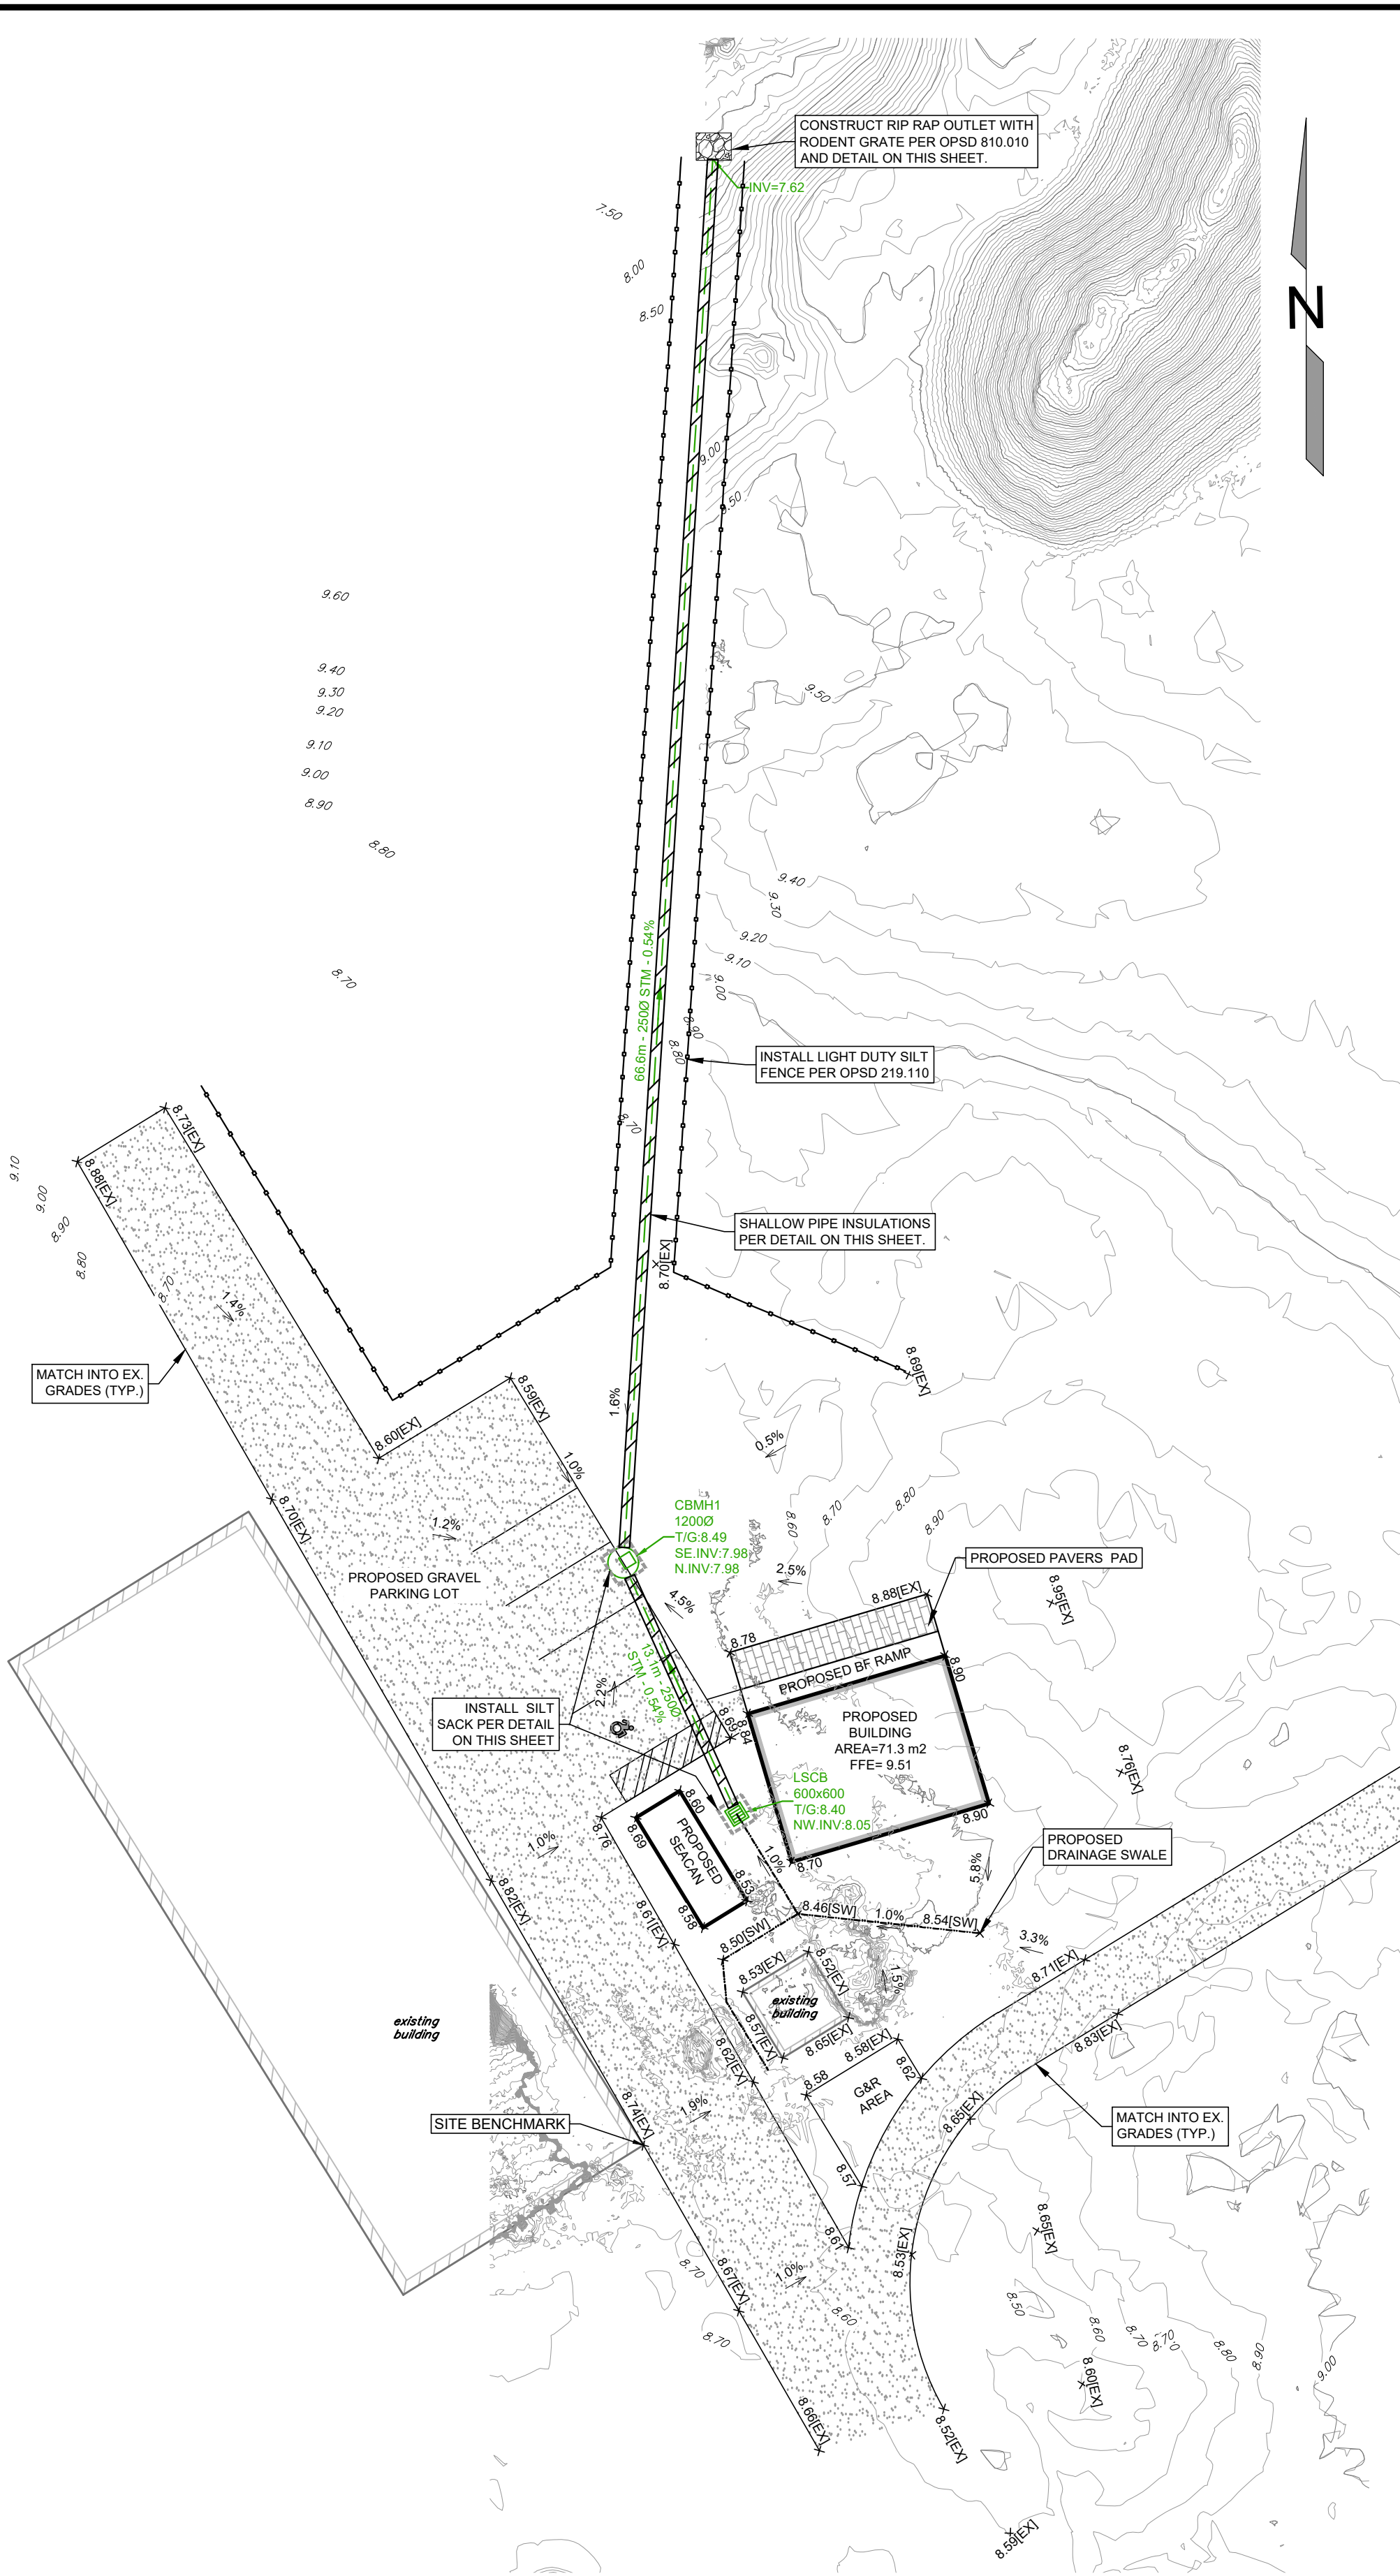 CONSTRUCT RIP RAP OUTLET WITH
RODENT GRATE PER OPSD 810.010
AND DETAIL ON THIS SHEET.
INV=7.62
7.50
8.00
8.50
N
9.00
9.50
9.60
9.40
9.30
9.20
9.10
9.00
8.90
8.80
8.70
9.50
9.40
9.30
9.20
9.10
9.00
8.90
8.80
66.6m - 250Ø STM - 0.54%
INSTALL LIGHT DUTY SILT
FENCE PER OPSD 219.110
8.70
8.73[EX]
8.88[EX]
9.10
9.00
8.90
8.80
8.70
1.4%
SHALLOW PIPE INSULATIONS
PER DETAIL ON THIS SHEET.
8.70[EX]
MATCH INTO EX.
GRADES (TYP.)
8.69[EX]
8.59[EX]
8.60[EX]
1.6%
1.0%
0.5%
8.70[EX]
1.2%
CBMH1
1200Ø
T/G:8.49
SE.INV:7.98
N.INV:7.98
8.60
8.70
8.80
8.90
PROPOSED PAVERS PAD
PROPOSED GRAVEL
PARKING LOT
2.5%
8.88[EX]
8.95[EX]
4.5%
8.78
PROPOSED BF RAMP
8.90
13.1m - 250Ø
STM - 0.54%
2.2%
INSTALL SILT
SACK PER DETAIL
ON THIS SHEET
8.69
8.84
PROPOSED
BUILDING
AREA=71.3 m2
FFE= 9.51
8.76[EX]
LSCB
600x600
T/G:8.40
NW.INV:8.05
8.60
8.76
8.69
PROPOSED
SEACAN
8.90
1.0%
1.0%
8.70
5.8%
PROPOSED
DRAINAGE SWALE
8.53
8.58
8.82[EX]
8.61[EX]
8.46[SW]
1.0%
8.54[SW]
8.50[SW]
3.3%
8.53[EX]
8.52[EX]
1.5%
8.71[EX]
existing
building
existing
building
8.57[EX]
8.65[EX]
8.58[EX]
8.62[EX]
8.62
8.83[EX]
8.58
G&R
AREA
SITE BENCHMARK
8.74[EX]
1.9%
8.65[EX]
MATCH INTO EX.
GRADES (TYP.)
8.57
8.61
8.53[EX]
8.65[EX]
8.70
8.67[EX]
1.0%
8.60
8.70
8.50
8.60
8.70
8.80
8.90
9.00
8.60[EX]
8.66[EX]
8.52[EX]
8.59[EX]